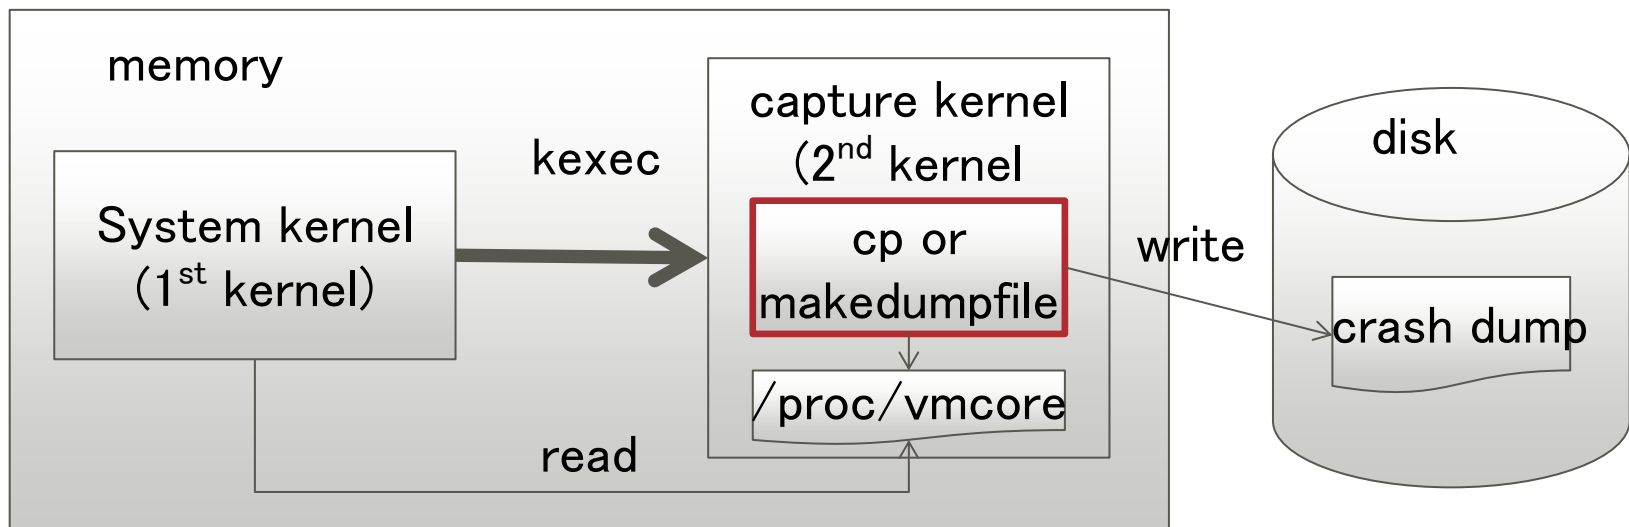 memory
System kernel
(1st kernel)
kexec
capture kernel
(2nd kernel
cp or
makedumpfile
/proc/vmcore
read
write
disk
crash dump